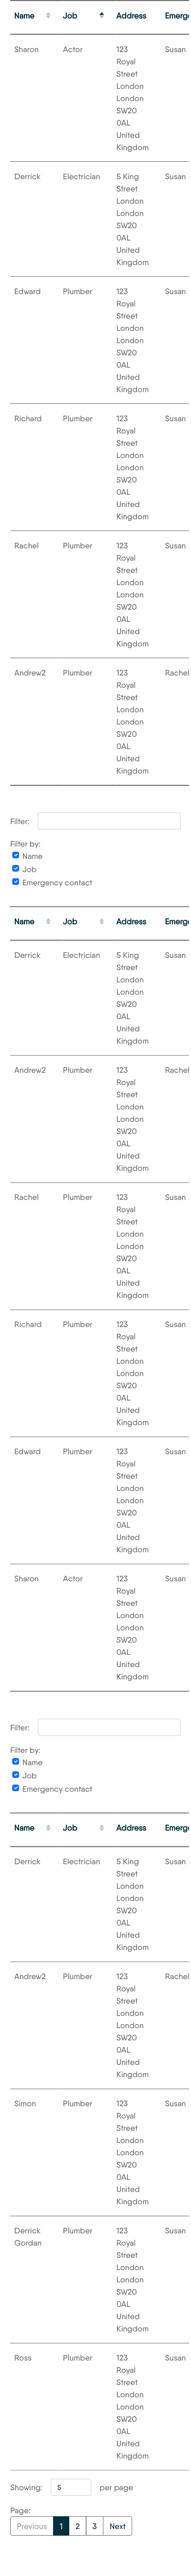 Name Job Address
Sharon Actor 123 Susan
Royal
Street
London
London
SW20
0AL
United
Kingdom
Derrick Electrician 5 King Susan
Street
London
London
SW20
0AL
United
Kingdom
Edward Plumber 123 Susan
Royal
Street
London
London
SW20
0AL
United
Kingdom
Richard Plumber 123 Susan
Royal
Street
London
London
SW20
0AL
United
Kingdom
Rachel Plumber 123 Susan
Royal
Street
London
London
SW20
0AL
United
Kingdom
Andrew2 Plumber 123 Rachel
Royal
Street
London
London
SW20
0AL
United
Kingdom
Filter:
Filter by:
Name
Job
Emergency contact
Name Job Address
Derrick Electrician 5 King Susan
Street
London
London
SW20
0AL
United
Kingdom
Andrew2 Plumber 123 Rachel
Royal
Street
London
London
SW20
0AL
United
Kingdom
Rachel Plumber 123 Susan
Royal
Street
London
London
SW20
0AL
United
Kingdom
Richard Plumber 123 Susan
Royal
Street
London
London
SW20
0AL
United
Kingdom
Edward Plumber 123 Susan
Royal
Street
London
London
SW20
0AL
United
Kingdom
Sharon Actor 123 Susan
Royal
Street
London
London
SW20
0AL
United
Kingdom
Filter:
Filter by:
Name
Job
Emergency contact
Name Job Address
Derrick Electrician 5 King Susan
Street
London
London
SW20
0AL
United
Kingdom
Andrew2 Plumber 123 Rachel
Royal
Street
London
London
SW20
0AL
United
Kingdom
Simon Plumber 123 Susan
Royal
Street
London
London
SW20
0AL
United
Kingdom
Derrick Plumber 123 Susan
Gordan Royal
Street
London
London
SW20
0AL
United
Kingdom
Ross Plumber 123 Susan
Royal
Street
London
London
SW20
0AL
United
Kingdom
Showing: 5 per page
Page:
Previous 1 2 3 Next